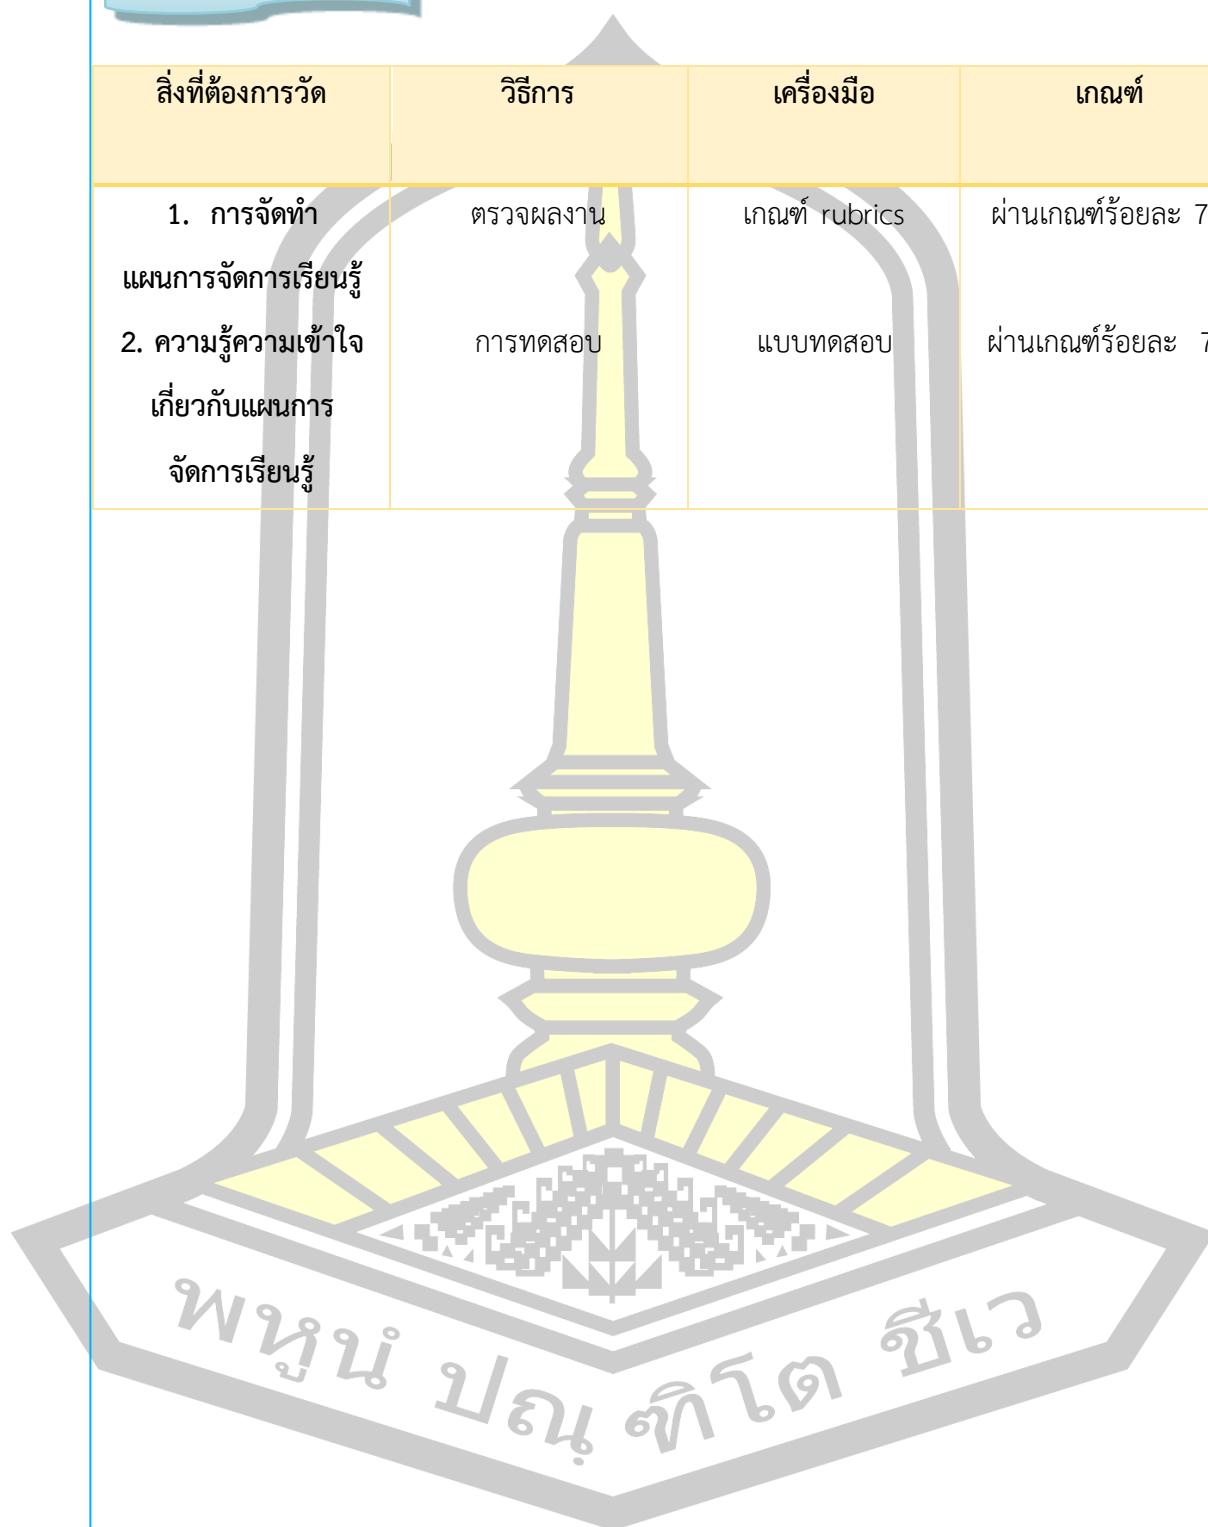 สิ่งที่ต้องการวัด วิธีการ เครื่องมือ เกณฑ์
1. การจัดทำ ตรวจผลงาน เกณฑ์ rubrics ผ่านเกณฑ์ร้อยละ 7
แผนการจัดการเรียนรู้
2. ความรู้ความเข้าใจ การทดสอบ แบบทดสอบ ผ่านเกณฑ์ร้อยละ 7
เกี่ยวกับแผนการ
จัดการเรียนรู้
พหูนํ ปณฺฑิโต ชีเว